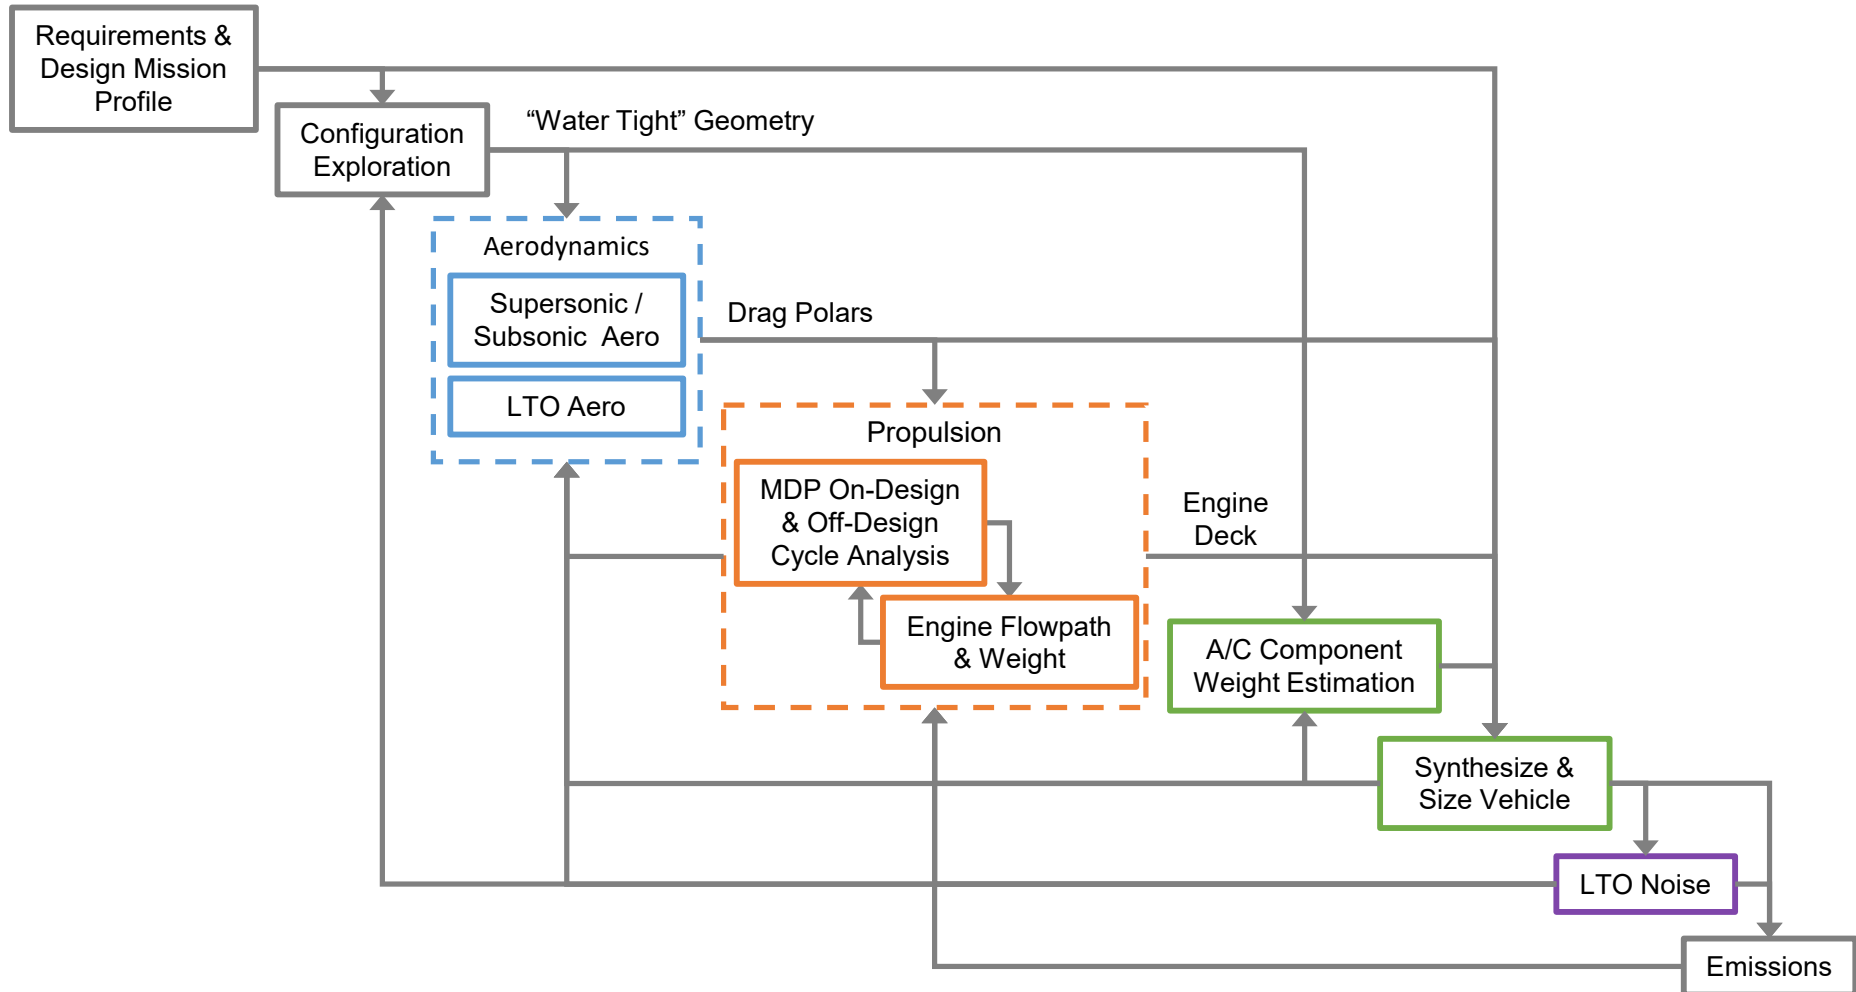 Requirements &
Design Mission
Profile
Configuration
Exploration
“Water Tight” Geometry
Aerodynamics
Supersonic /
Subsonic Aero
LTO Aero
Drag Polars
Propulsion
MDP On-Design
& Off-Design
Cycle Analysis
Engine Flowpath
& Weight
Engine
Deck
A/C Component
Weight Estimation
Synthesize &
Size Vehicle
LTO Noise
Emissions